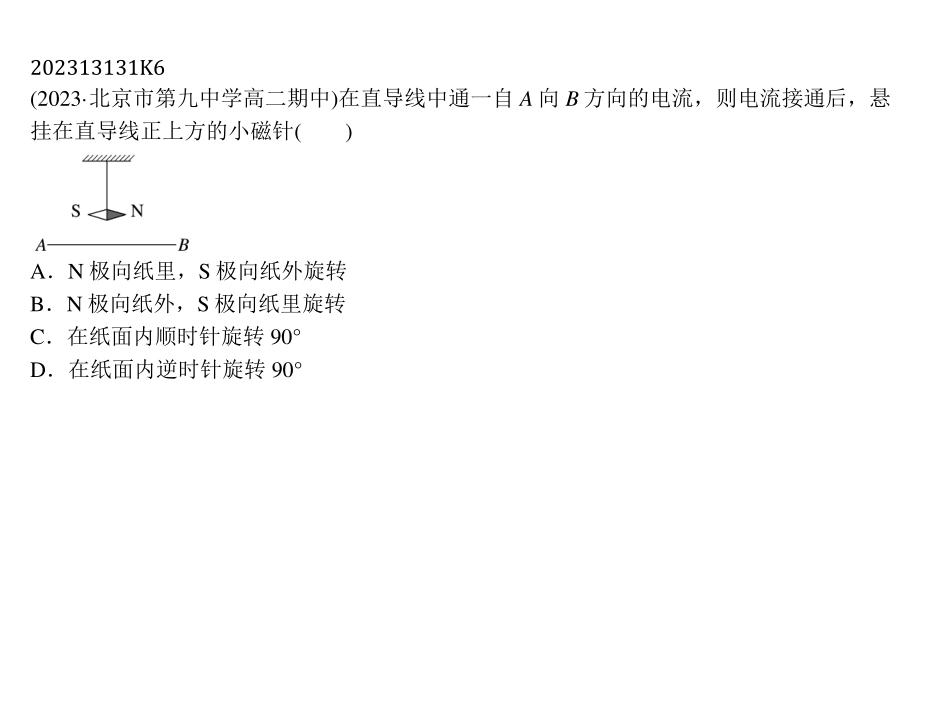 202313131K6
(2023·北京市第九中学高二期中)在直导线中通一自 A 向 B 方向的电流，则电流接通后，悬
挂在直导线正上方的小磁针(　　)
S N
A B
A．N 极向纸里，S 极向纸外旋转
B．N 极向纸外，S 极向纸里旋转
C．在纸面内顺时针旋转 90°
D．在纸面内逆时针旋转 90°